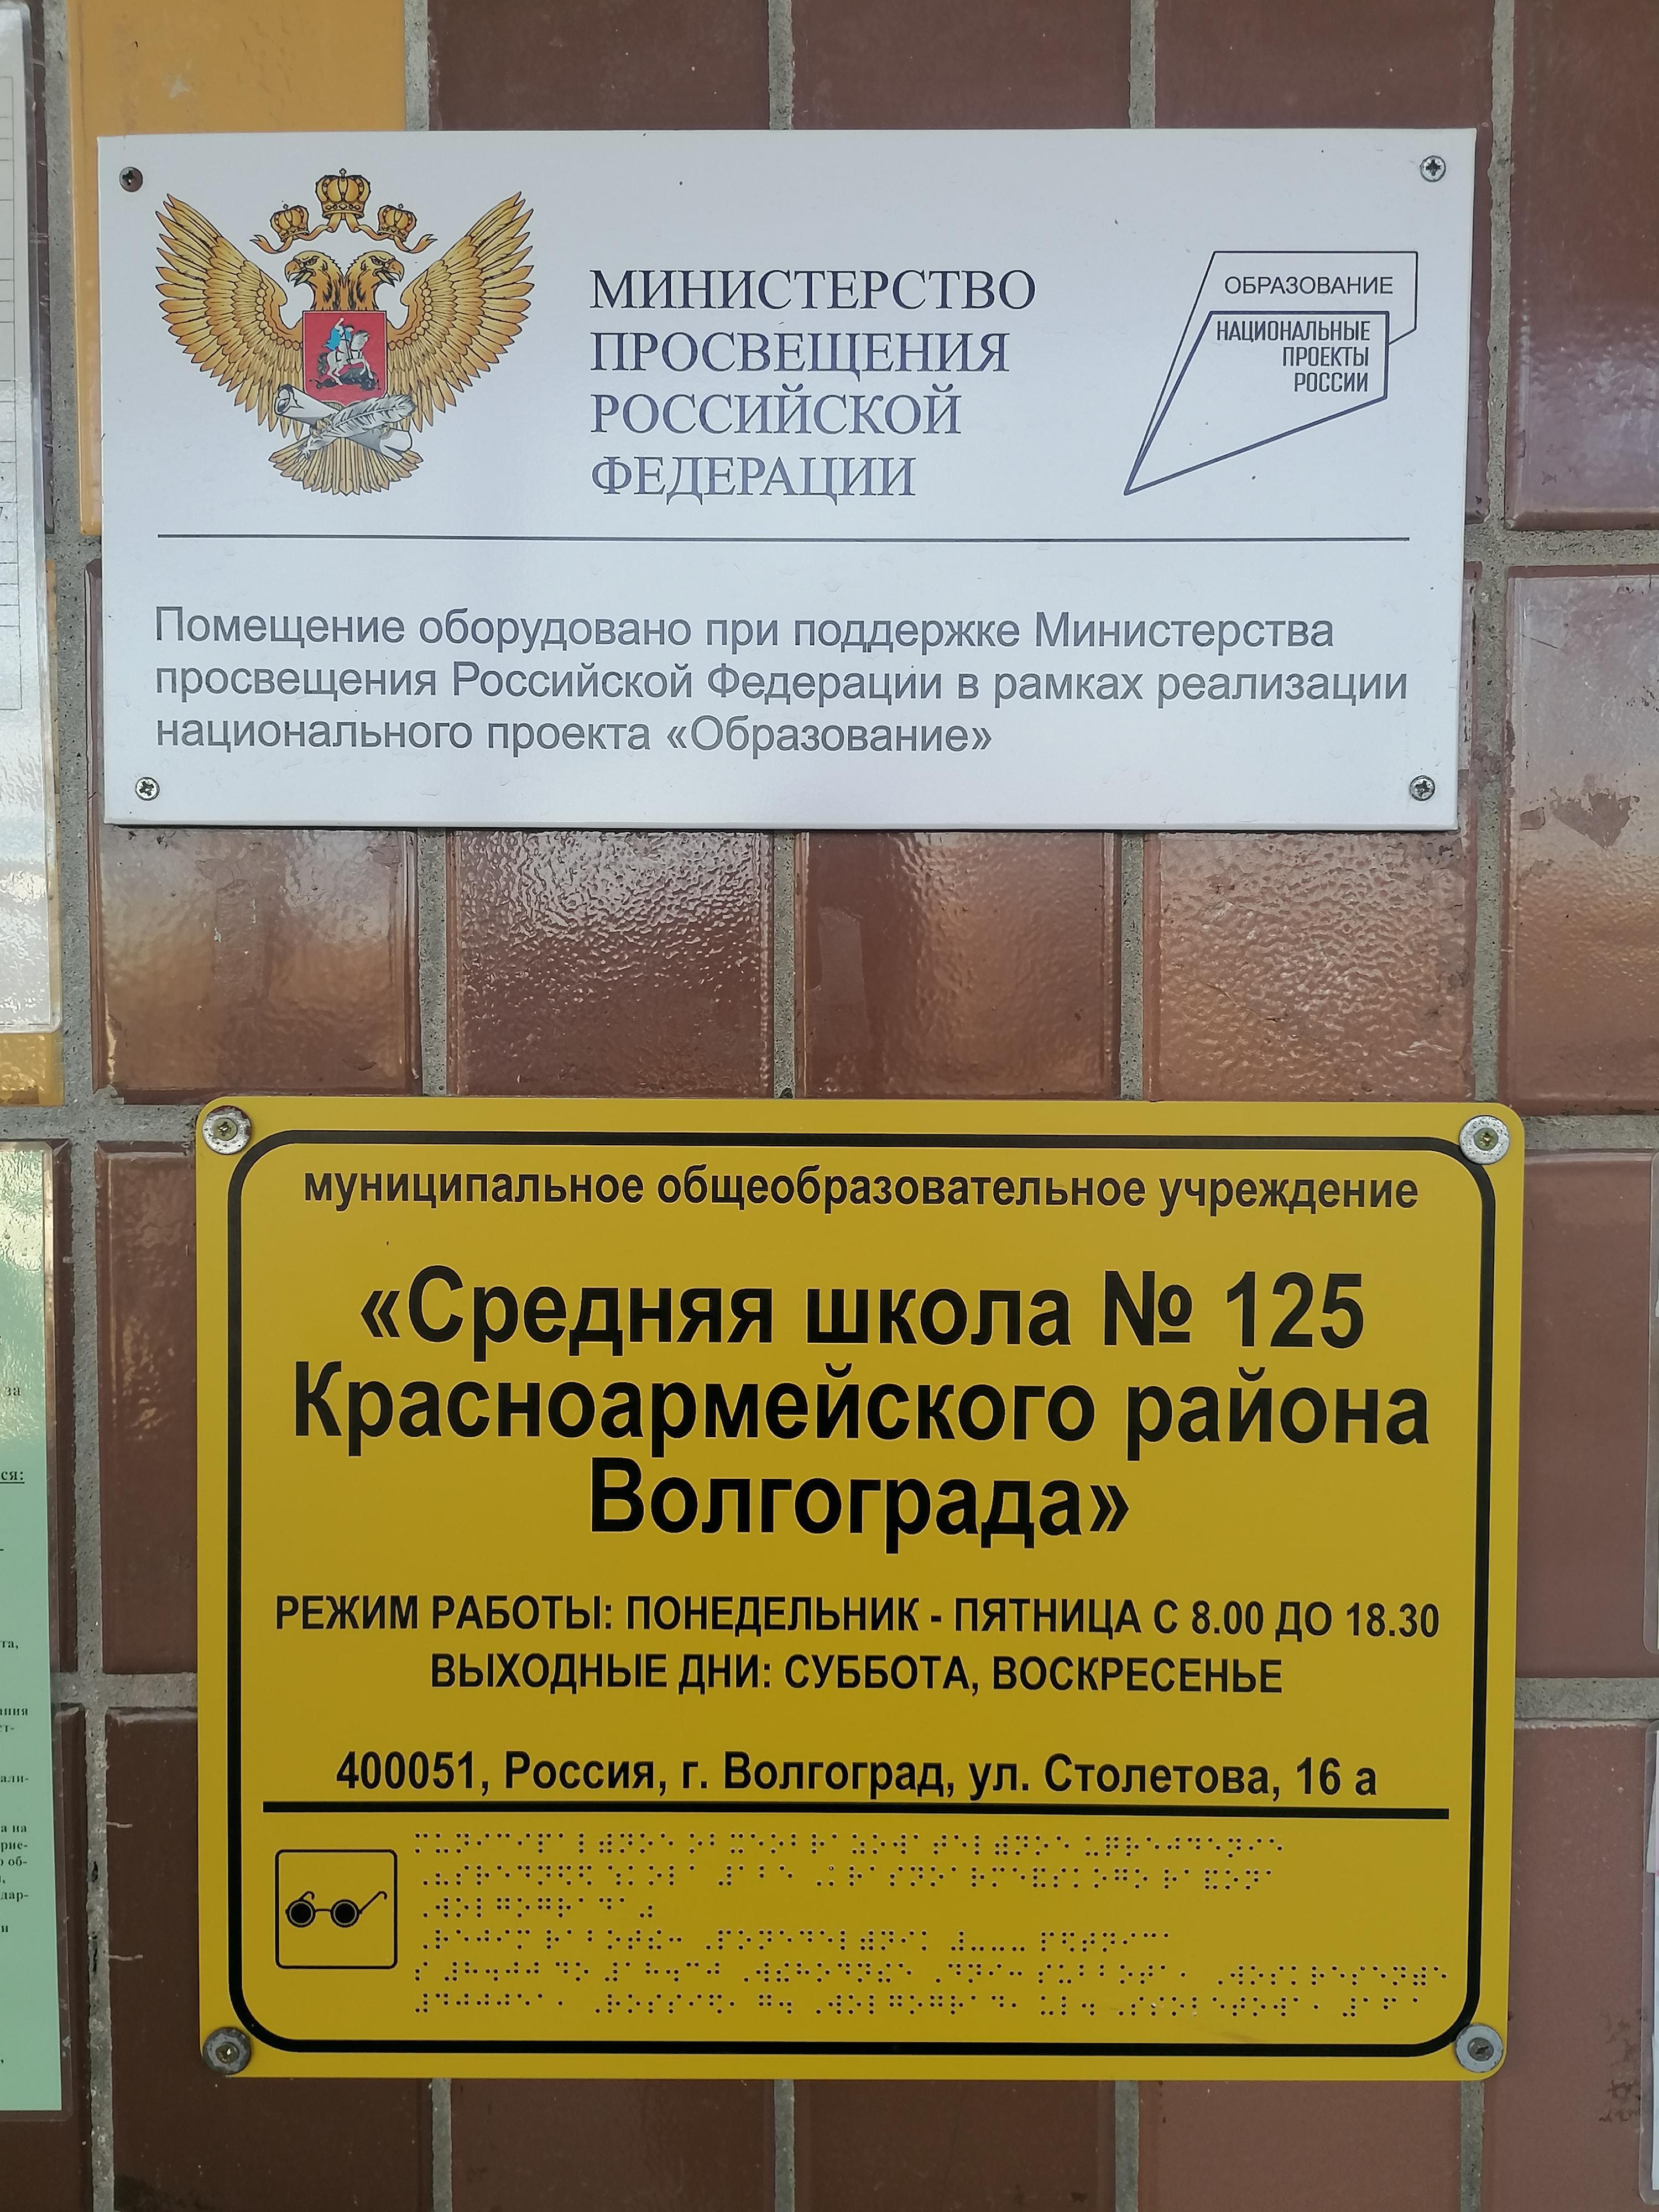 МИНИСТЕРСТВО
ПРОСВЕЩЕНИЯ
РОССИЙСКОЙ
ФЕДЕРАЦИИ
ОБРАЗОВАНИЕ
НАЦИОНАЛЬНЫЕ
ПРОЕКТЫ
РОССИИ
Помещение оборудовано при поддержке Министерства
просвещения Российской Федерации в рамках реализации
национального проекта «Образование»
муниципальное общеобразовательное учреждение
«Средняя школа № 125
Красноармейского района
Волгограда»
РЕЖИМ РАБОТЫ: ПОНЕДЕЛЬНИК - ПЯТНИЦА С 8.00 ДО 18.30
ВЫХОДНЫЕ ДНИ: СУББОТА, ВОСКРЕСЕНЬЕ
400051, Россия, г. Волгоград, ул. Столетова, 16 а